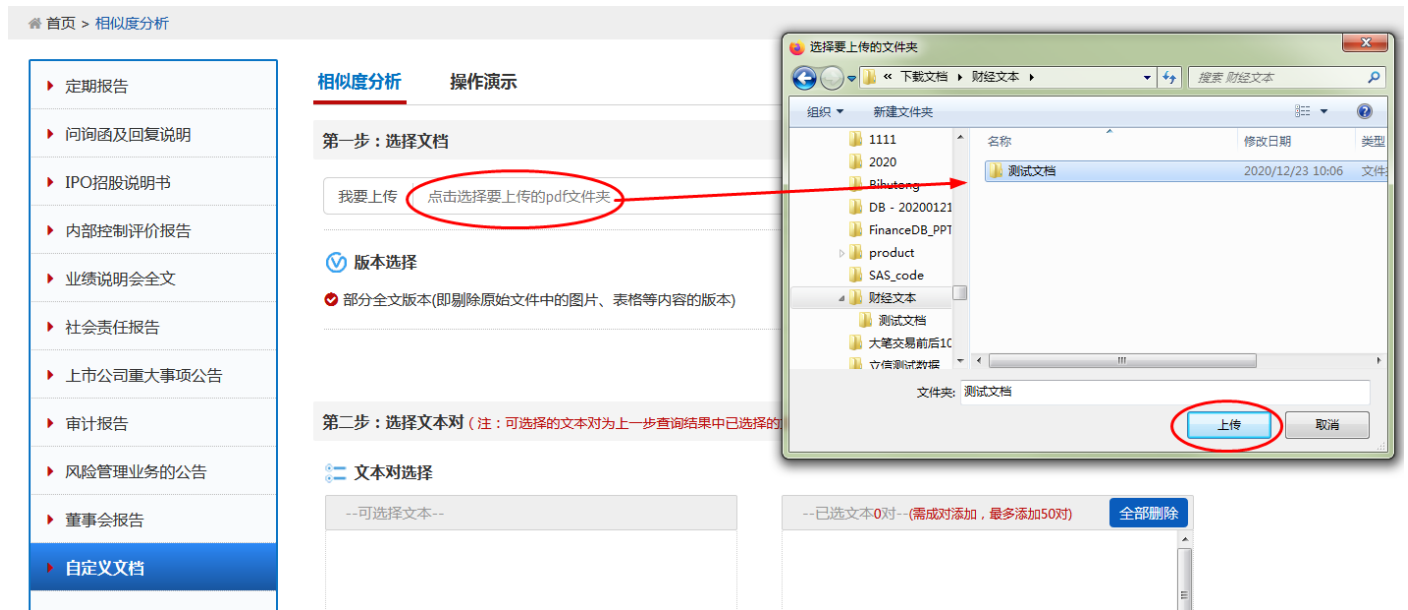 首页 > 相似度分析
定期报告
问询函及回复说明
IPO招股说明书
内部控制评价报告
业绩说明会全文
社会责任报告
上市公司重大事项公告
审计报告
风险管理业务的公告
董事会报告
自定义文档
相似度分析 操作演示
第一步：选择文档
我要上传 点击选择要上传的pdf文件夹
版本选择
部分全文版本(即剔除原始文件中的图片、表格等内容的版本)
第二步：选择文本对 (注：可选择的文本对为上一步查询结果中已选择的
文本对选择
--可选择文本--
--已选文本0对--(需成对添加，最多添加50对) 全部删除
选择要上传的文件夹
« 下载文档 财经文本 搜索 财经文本
组织 新建文件夹
1111
2020
Bihutong
DB - 20200121
FinanceDB_PPT
product
SAS_code
财经文本
测试文档
大笔交易前后10
立信测试数据
名称 修改日期 类型
测试文档 2020/12/23 10:06 文件
文件夹: 测试文档
上传 取消